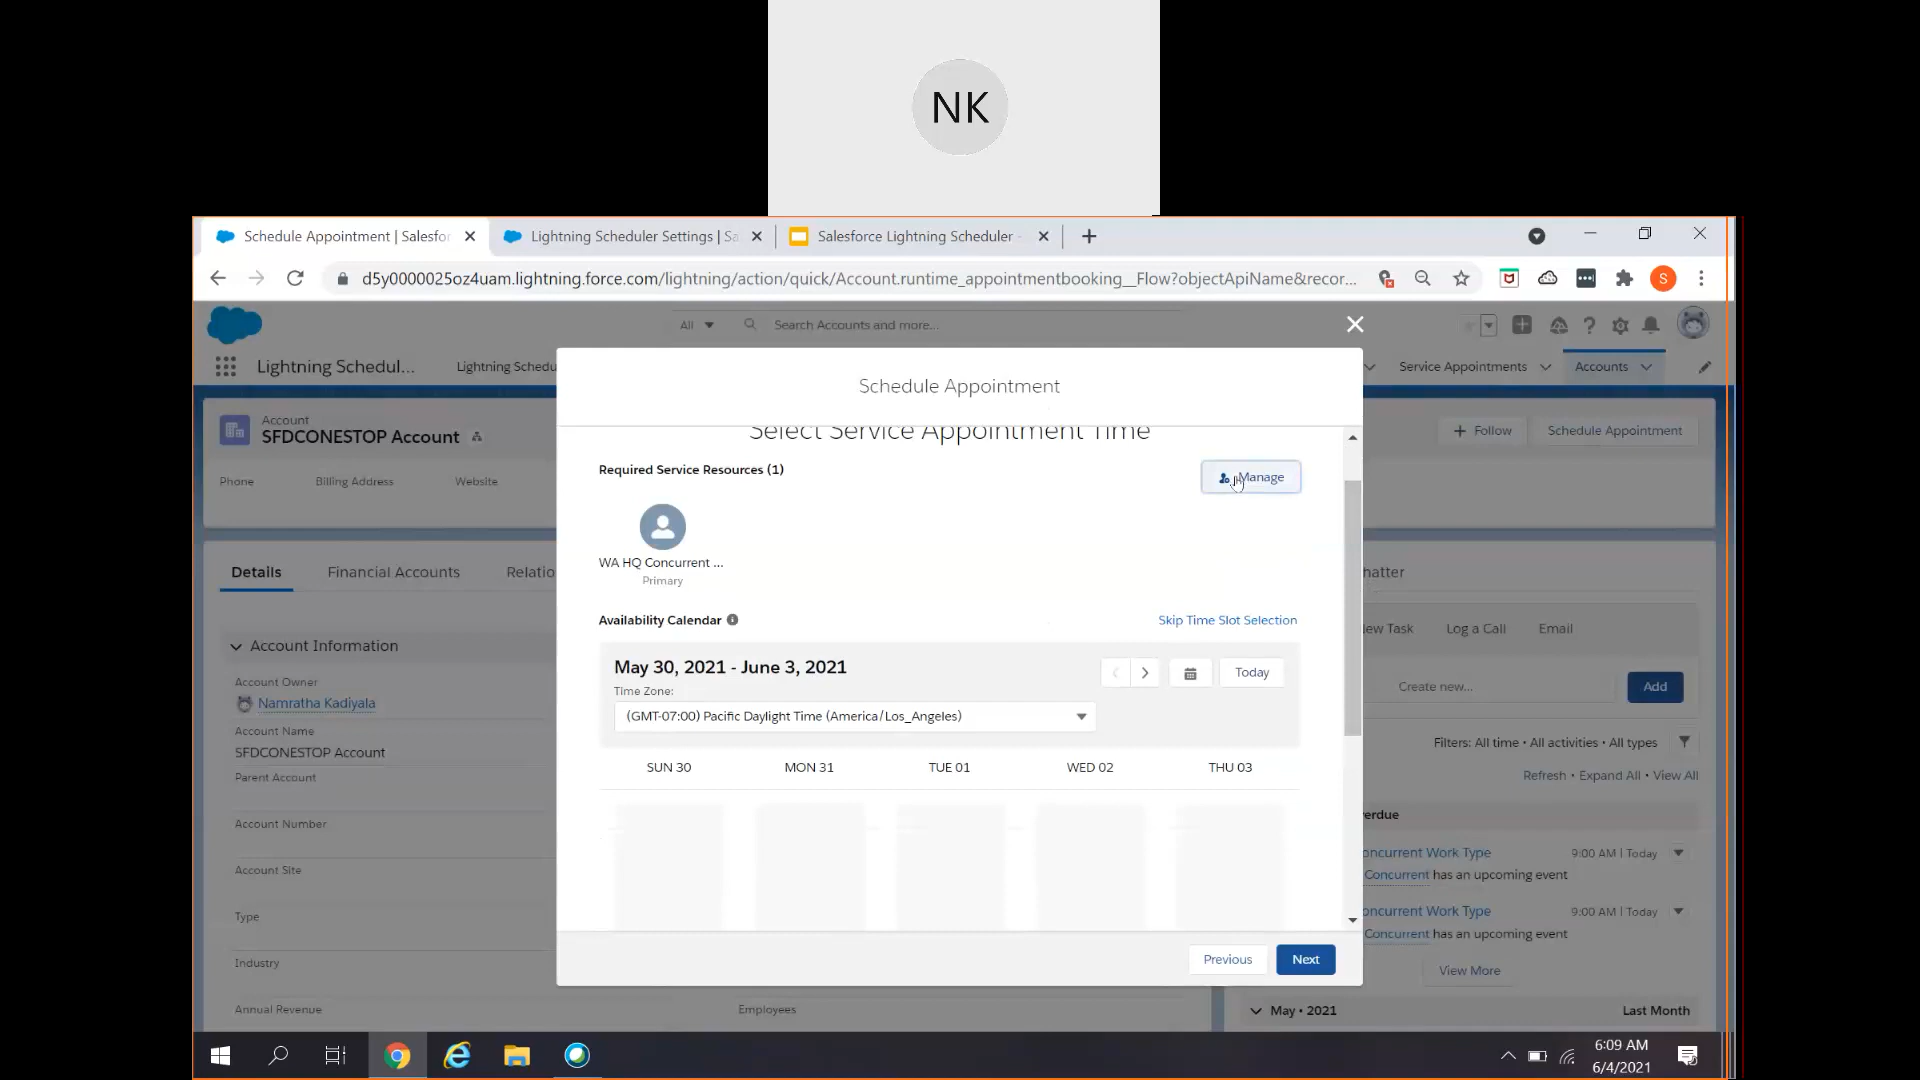 NK
Schedule Appointment | Salesfor
Lightning Scheduler Settings | Sa
Salesforce Lightning Scheduler -
d5y0000025oz4uam.lightning.force.com/lightning/action/quick/Account.runtime_appointmentbooking__Flow?objectApiName&recor...
S
All
Search Accounts and more...
Lightning Schedul...
Lightning Schedu
Service Appointments
Accounts
Account
SFDCONESTOP Account
Follow
Schedule Appointment
Phone
Billing Address
Website
Details
Financial Accounts
Relatio
hatter
Account Information
Account Owner
Namratha Kadiyala
Account Name
SFDCONESTOP Account
Parent Account
Account Number
Account Site
Type
Industry
Annual Revenue
Employees
Schedule Appointment
Select Service Appointment Time
Required Service Resources (1)
Manage
WA HQ Concurrent ...
Primary
Availability Calendar
Skip Time Slot Selection
May 30, 2021 - June 3, 2021
Today
Time Zone:
(GMT-07:00) Pacific Daylight Time (America/Los_Angeles)
SUN 30
MON 31
TUE 01
WED 02
THU 03
Previous
Next
ew Task
Log a Call
Email
Create new...
Add
Filters: All time • All activities • All types
Refresh • Expand All • View All
erdue
oncurrent Work Type
9:00 AM | Today
Concurrent has an upcoming event
oncurrent Work Type
9:00 AM | Today
Concurrent has an upcoming event
View More
May • 2021
Last Month
6:09 AM
6/4/2021